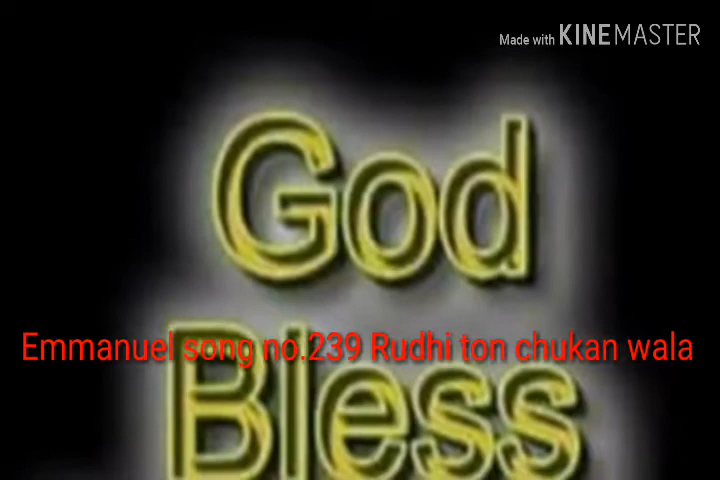 Made with KINEMASTER
God
Emmanuel song no.239 Rudhi ton chukan wala
Bless